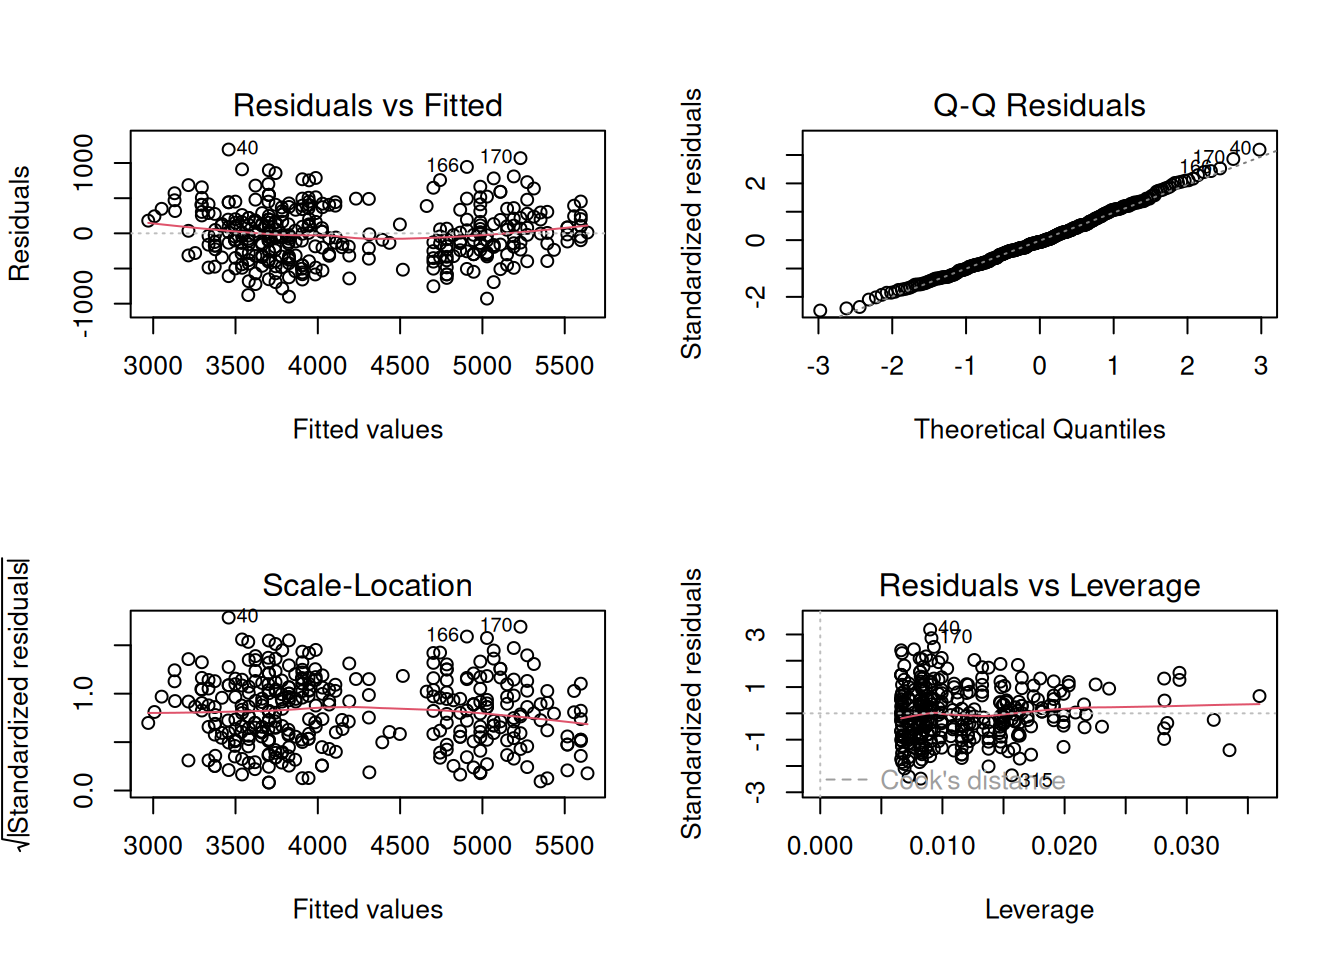 Residuals vs Fitted
Residuals
1000
0
-1000
40
166
170
3000 3500 4000 4500 5000 5500
Fitted values
Q-Q Residuals
Standardized residuals
2
0
-2
166
170
40
-3 -2 -1 0 1 2 3
Theoretical Quantiles
Scale-Location
√|Standardized residuals|
1.0
0.0
40
166
170
3000 3500 4000 4500 5000 5500
Fitted values
Residuals vs Leverage
Standardized residuals
3
1
-1
-3
40
170
315
Cook's distance
0.000 0.010 0.020 0.030
Leverage